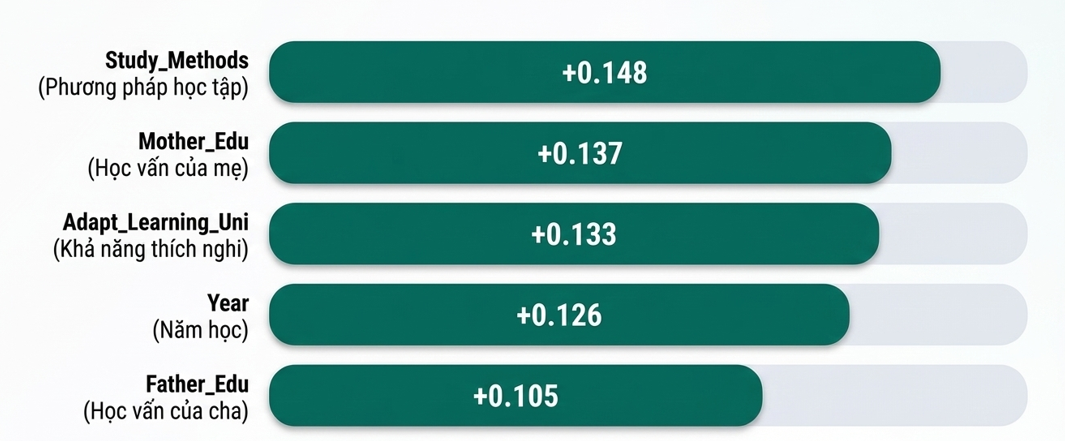 Study_Methods
(Phương pháp học tập)
+0.148
Mother_Edu
(Học vấn của mẹ)
+0.137
Adapt_Learning_Uni
(Khả năng thích nghi)
+0.133
Year
(Năm học)
+0.126
Father_Edu
(Học vấn của cha)
+0.105